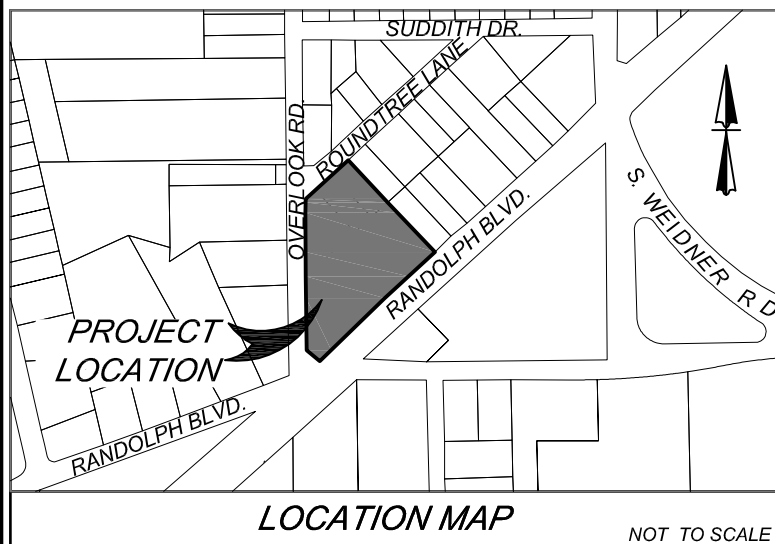 SUDDITH DR.
ROUNDTREE LANE
OVERLOOK RD.
S. WEIDNER RD
RANDOLPH BLVD.
PROJECT
LOCATION
RANDOLPH BLVD.
LOCATION MAP
NOT TO SCALE